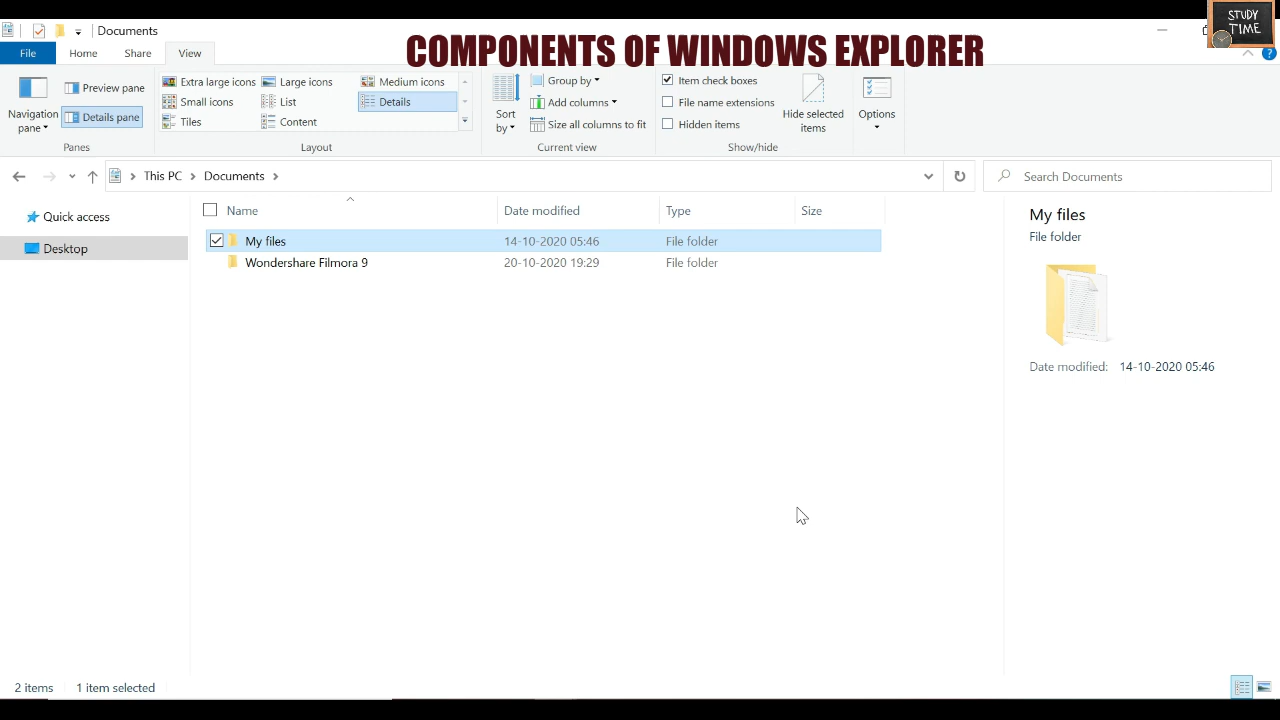 Documents
COMPONENTS OF WINDOWS EXPLORER
STUDY
TIME
File Home Share View
Navigation pane
Preview pane
Details pane
Panes
Extra large icons Large icons Medium icons
Small icons List Details
Tiles Content
Layout
Sort by
Group by
Add columns
Size all columns to fit
Current view
Item check boxes
File name extensions
Hidden items
Hide selected items
Show/hide
Options
This PC > Documents >
Search Documents
Quick access
Desktop
Name Date modified Type Size
My files 14-10-2020 05:46 File folder
Wondershare Filmora 9 20-10-2020 19:29 File folder
My files
File folder
Date modified: 14-10-2020 05:46
2 items 1 item selected